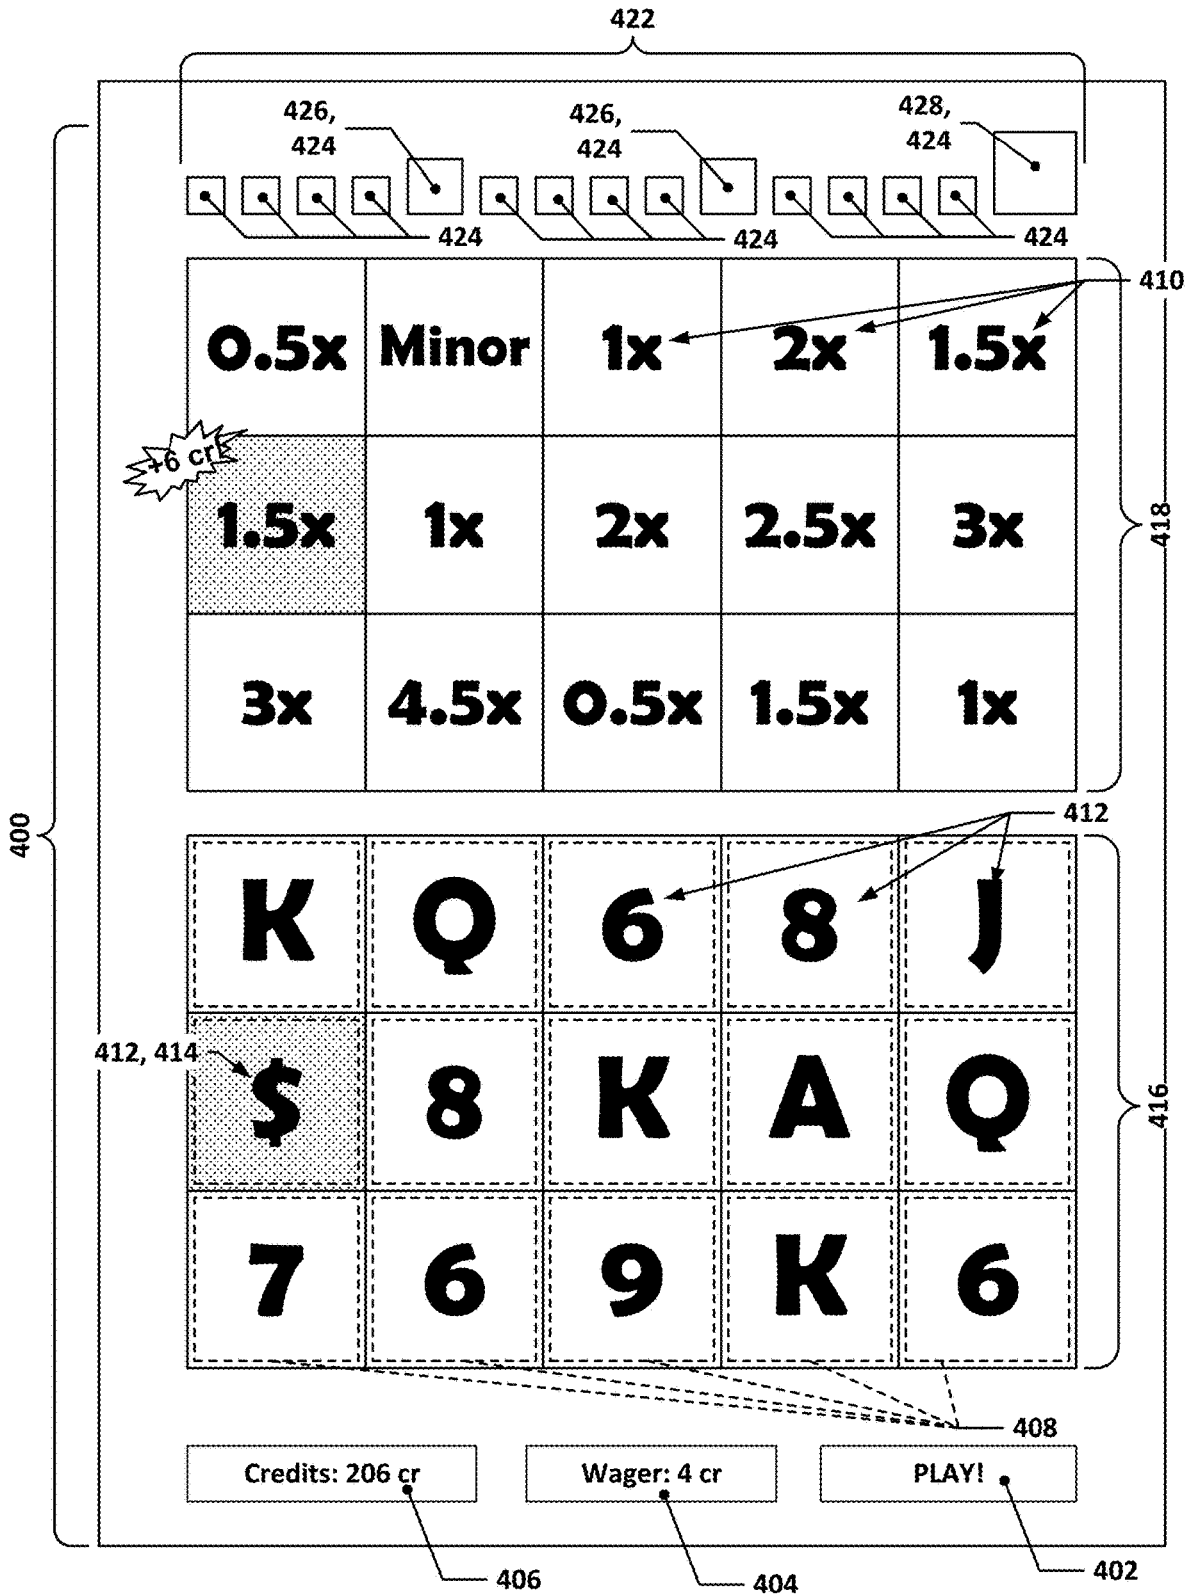 422
426,
424
426,
424
428,
424
424
424
424
410
0.5x Minor 1x 2x 1.5x
+6 cr!
1.5x 1x 2x 2.5x 3x
418
3x 4.5x 0.5x 1.5x 1x
400
412
K Q 6 8 J
412, 414
$ 8 K A Q
416
7 6 9 K 6
408
Credits: 206 cr
Wager: 4 cr
PLAY!
406
404
402